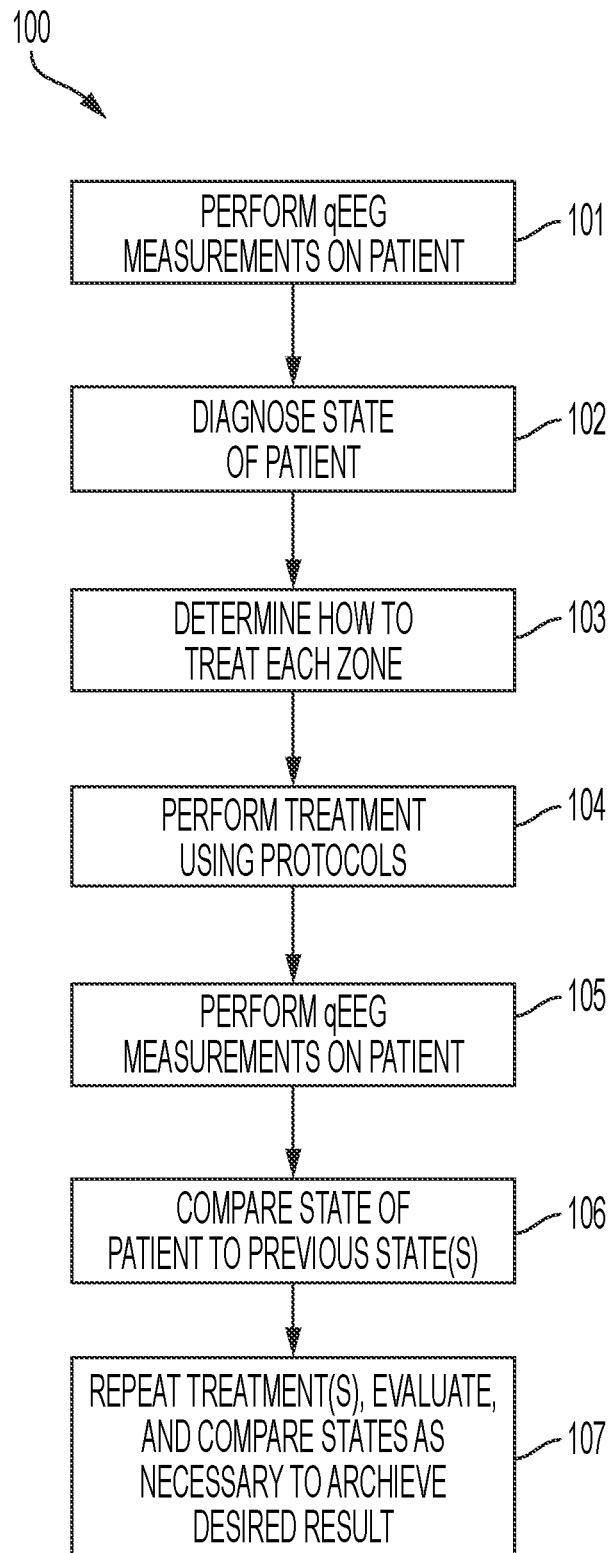 100
PERFORM qEEG
MEASUREMENTS ON PATIENT
101
DIAGNOSE STATE
OF PATIENT
102
DETERMINE HOW TO
TREAT EACH ZONE
103
PERFORM TREATMENT
USING PROTOCOLS
104
PERFORM qEEG
MEASUREMENTS ON PATIENT
105
COMPARE STATE OF
PATIENT TO PREVIOUS STATE(S)
106
REPEAT TREATMENT(S), EVALUATE,
AND COMPARE STATES AS
NECESSARY TO ARCHIEVE
DESIRED RESULT
107